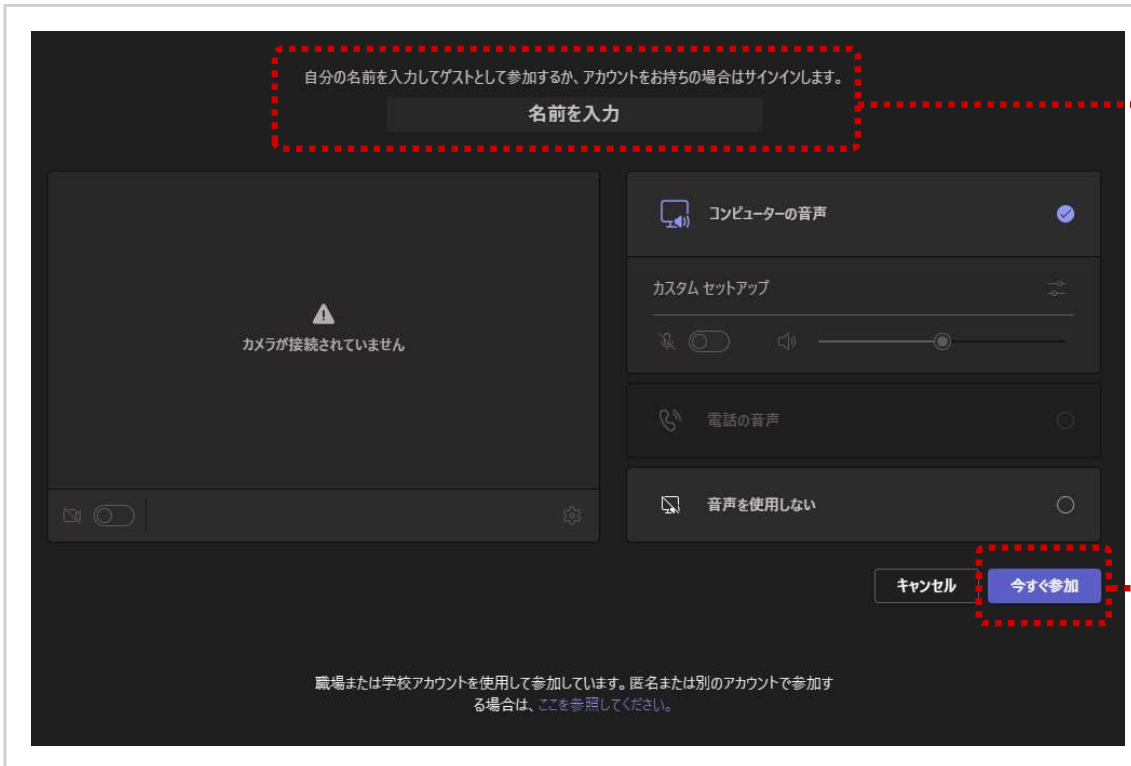 自分の名前を入力してゲストとして参加するか、アカウントをお持ちの場合はサインインします。
名前を入力
コンピューターの音声
カスタム セットアップ
カメラが接続されていません
電話の音声
音声を使用しない
キャンセル
今すぐ参加
職場または学校アカウントを使用して参加しています。匿名または別のアカウントで参加す
る場合は、ここを参照してください。